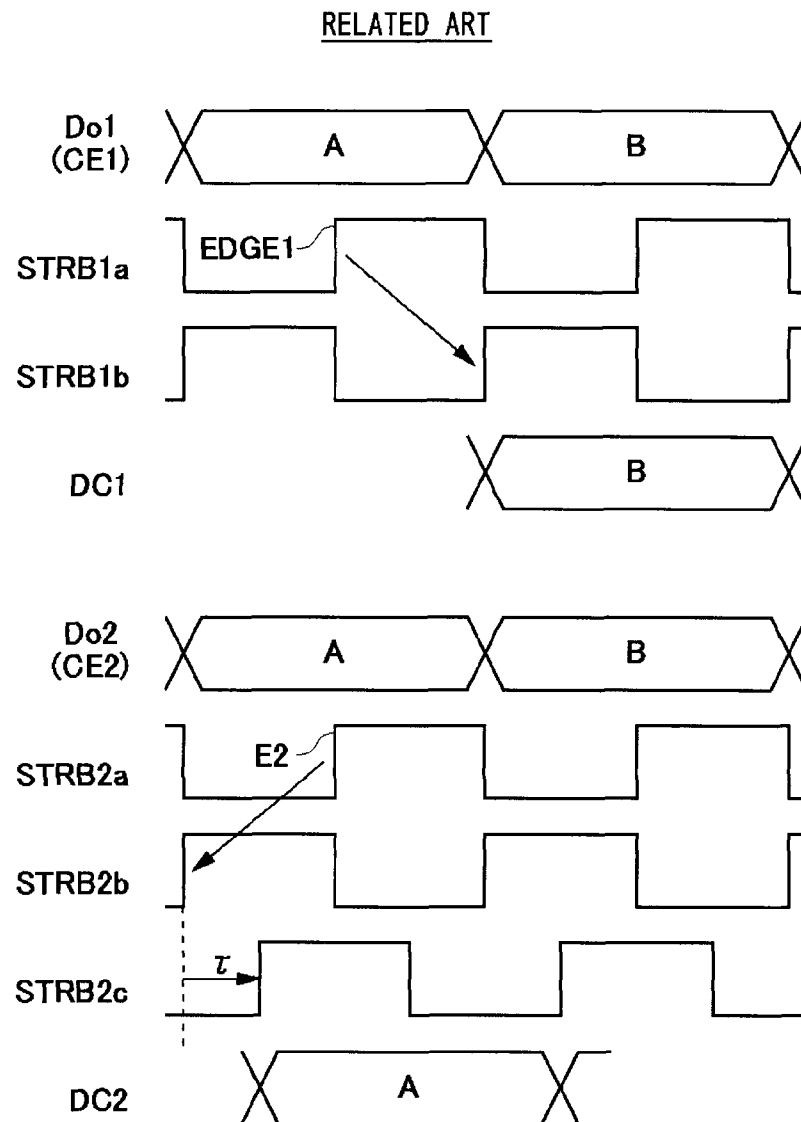 RELATED ART
Do1
(CE1)
A
B
EDGE1
STRB1a
STRB1b
DC1
B
Do2
(CE2)
A
B
E2
STRB2a
STRB2b
τ
STRB2c
DC2
A